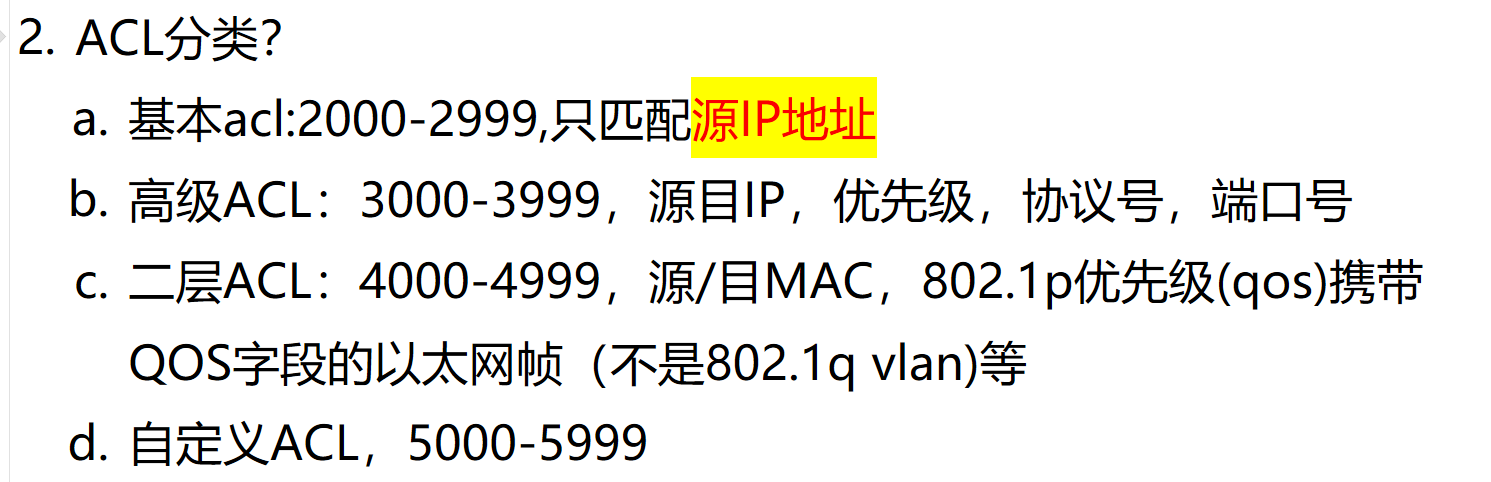 2. ACL分类？
a. 基本acl:2000-2999,只匹配源IP地址
b. 高级ACL：3000-3999，源目IP，优先级，协议号，端口号
c. 二层ACL：4000-4999，源/目MAC，802.1p优先级(qos)携带
QOS字段的以太网帧（不是802.1q vlan)等
d. 自定义ACL，5000-5999